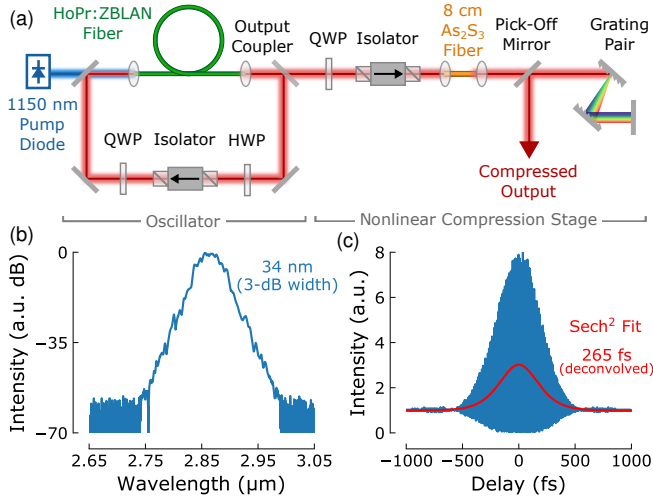 (a)
HoPr:ZBLAN
Fiber
Output
Coupler
QWP
Isolator
8 cm
As₂S₃
Fiber
Pick-Off
Mirror
Grating
Pair
1150 nm
Pump
Diode
QWP
Isolator
HWP
Compressed
Output
Oscillator
Nonlinear Compression Stage
(b)
Intensity (a.u. dB)
0
−35
−70
34 nm
(3-dB width)
2.65
2.75
2.85
2.95
3.05
Wavelength (μm)
(c)
Intensity (a.u.)
8
6
4
2
0
Sech² Fit
265 fs
(deconvolved)
−1000
−500
0
500
1000
Delay (fs)